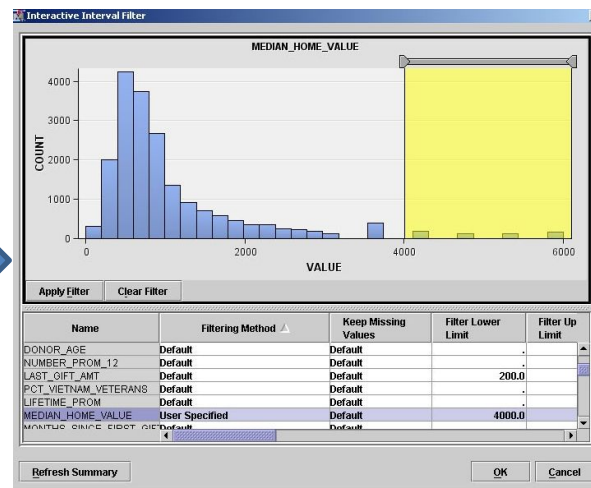 Interactive Interval Filter
MEDIAN_HOME_VALUE
4000
3000
2000
1000
0
COUNT
0 2000 4000 6000
VALUE
Apply Filter Clear Filter
Name Filtering Method Keep Missing Values Filter Lower Limit Filter Up Limit
DONOR_AGE Default Default .
NUMBER_PROM_12 Default Default .
LAST_GIFT_AMT Default Default 200.0
PCT_VIETNAM_VETERANS Default Default .
LIFETIME_PROM Default Default .
MEDIAN_HOME_VALUE User Specified Default 4000.0
MONTHS_SINCE_FIRST_GIF Default Default
Refresh Summary OK Cancel